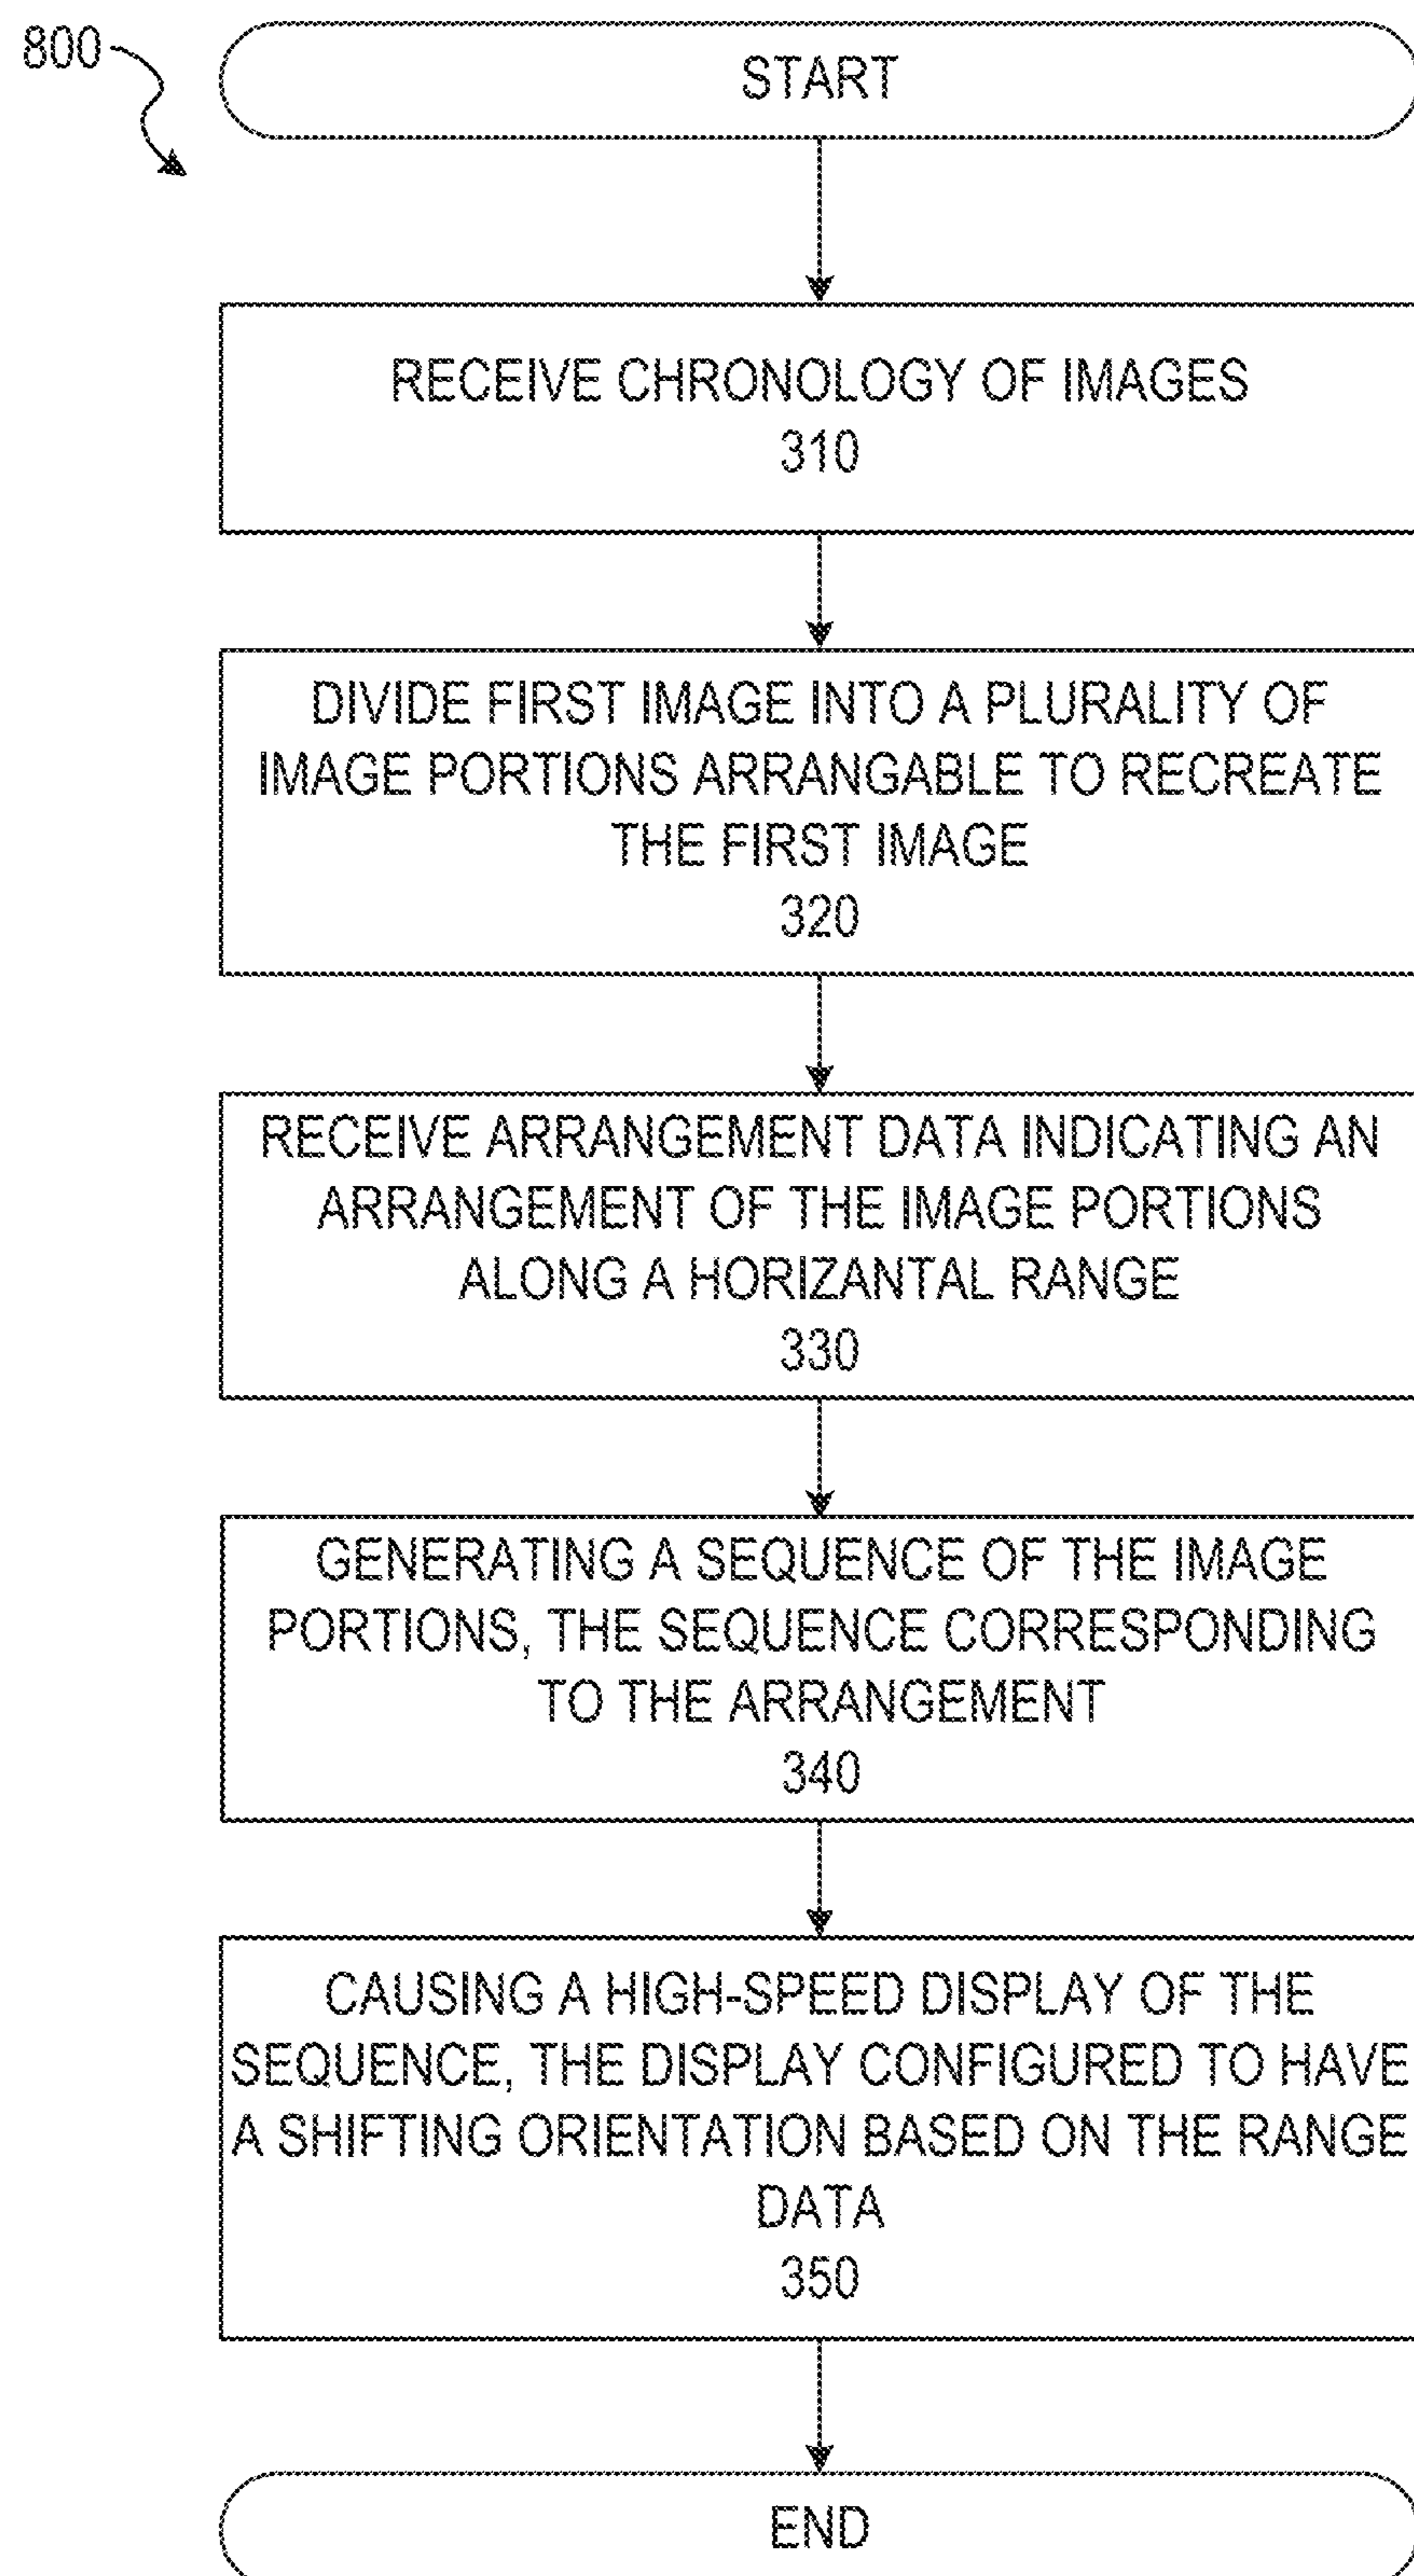 800
START
RECEIVE CHRONOLOGY OF IMAGES
310
DIVIDE FIRST IMAGE INTO A PLURALITY OF
IMAGE PORTIONS ARRANGABLE TO RECREATE
THE FIRST IMAGE
320
RECEIVE ARRANGEMENT DATA INDICATING AN
ARRANGEMENT OF THE IMAGE PORTIONS
ALONG A HORIZANTAL RANGE
330
GENERATING A SEQUENCE OF THE IMAGE
PORTIONS, THE SEQUENCE CORRESPONDING
TO THE ARRANGEMENT
340
CAUSING A HIGH-SPEED DISPLAY OF THE
SEQUENCE, THE DISPLAY CONFIGURED TO HAVE
A SHIFTING ORIENTATION BASED ON THE RANGE
DATA
350
END